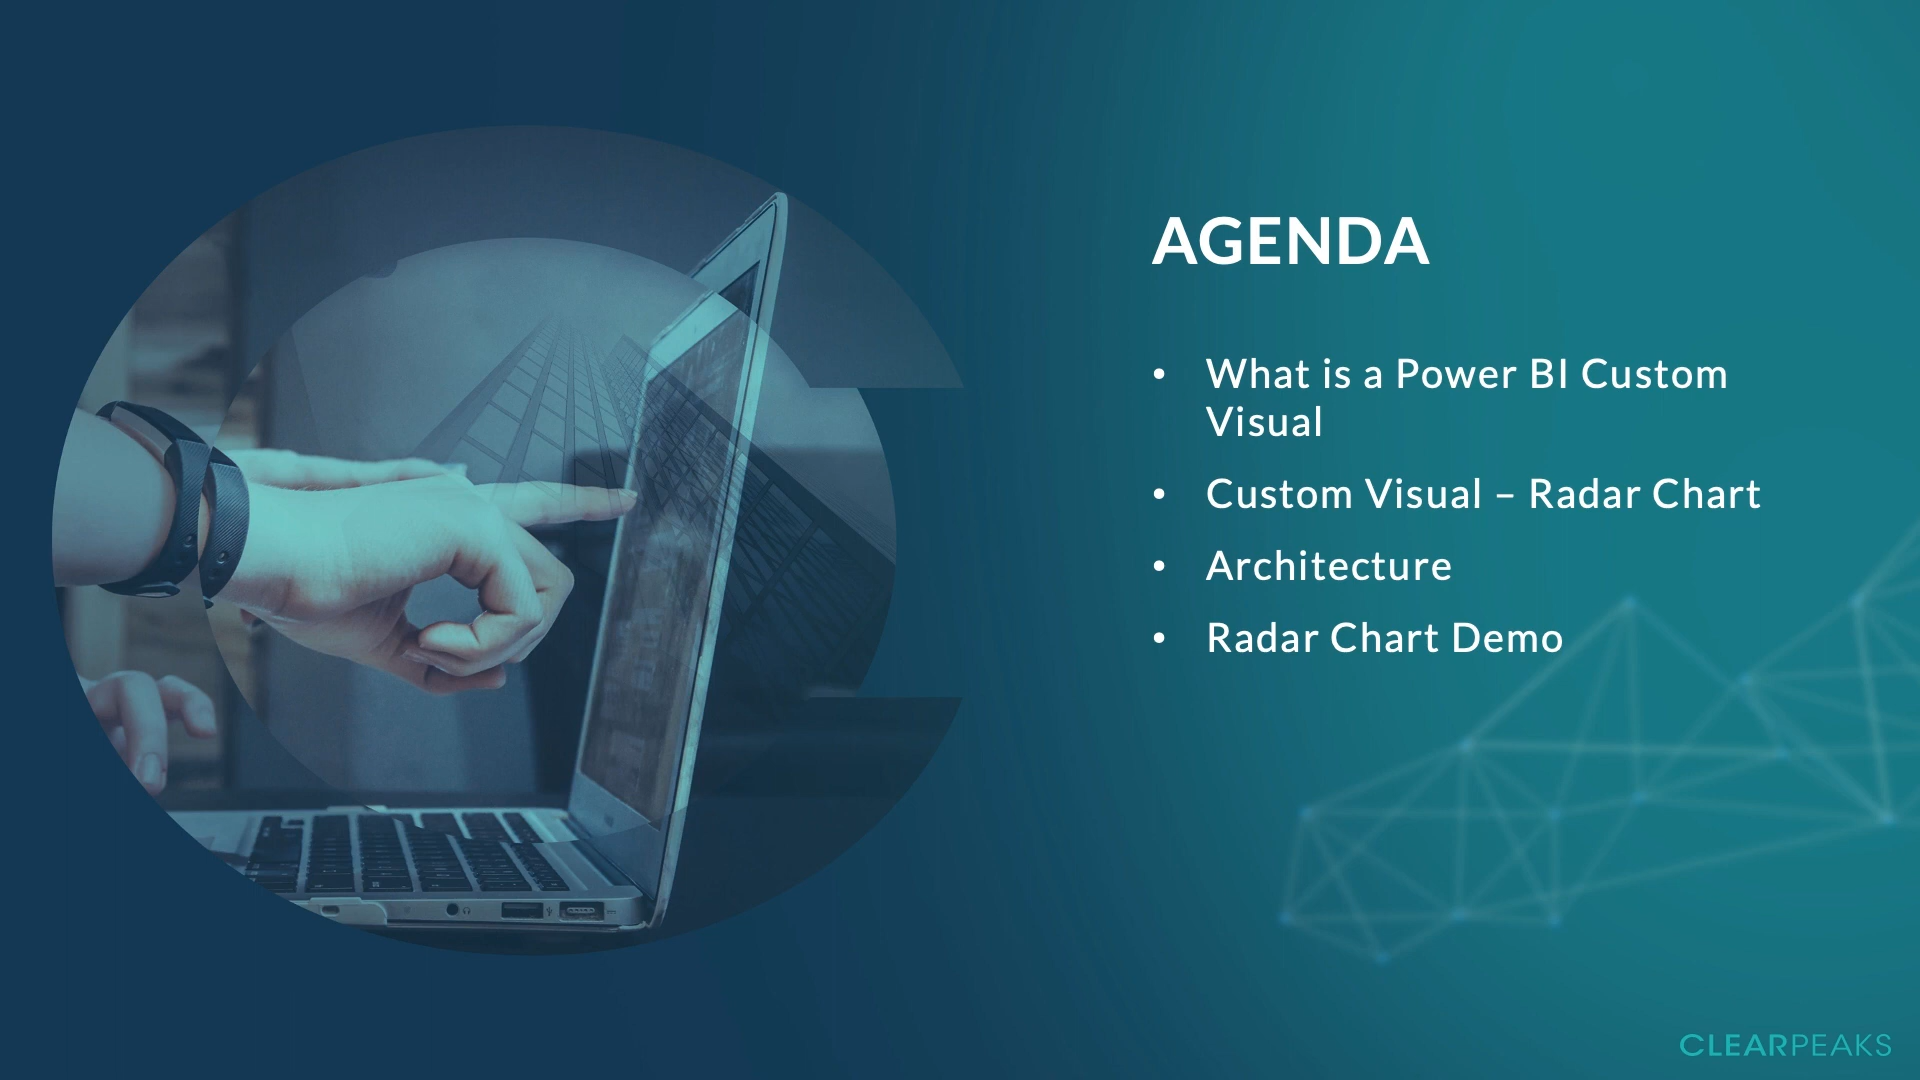 AGENDA
• What is a Power BI Custom
Visual
• Custom Visual – Radar Chart
• Architecture
• Radar Chart Demo
CLEARPEAKS